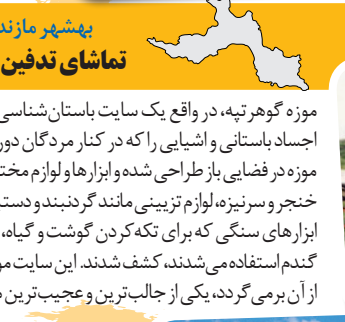 بهشهر مازند
تماشای تدفین
موزه گوهرتپه، در واقع یک سایت باستان‌شناسی
اجساد باستانی و اشیایی را که در کنار مردگان دور
موزه در فضایی باز طراحی شده و ابزارها و لوازم مخت
خنجر و سرنیزه، لوازم تزیینی مانند گردنبند و دست
ابزارهای سنگی که برای تکه کردن گوشت و گیاه،
گندم استفاده می‌شدند، کشف شدند. این سایت مو
از آن برمی‌گردد، یکی از جالب‌ترین و عجیب‌ترین م